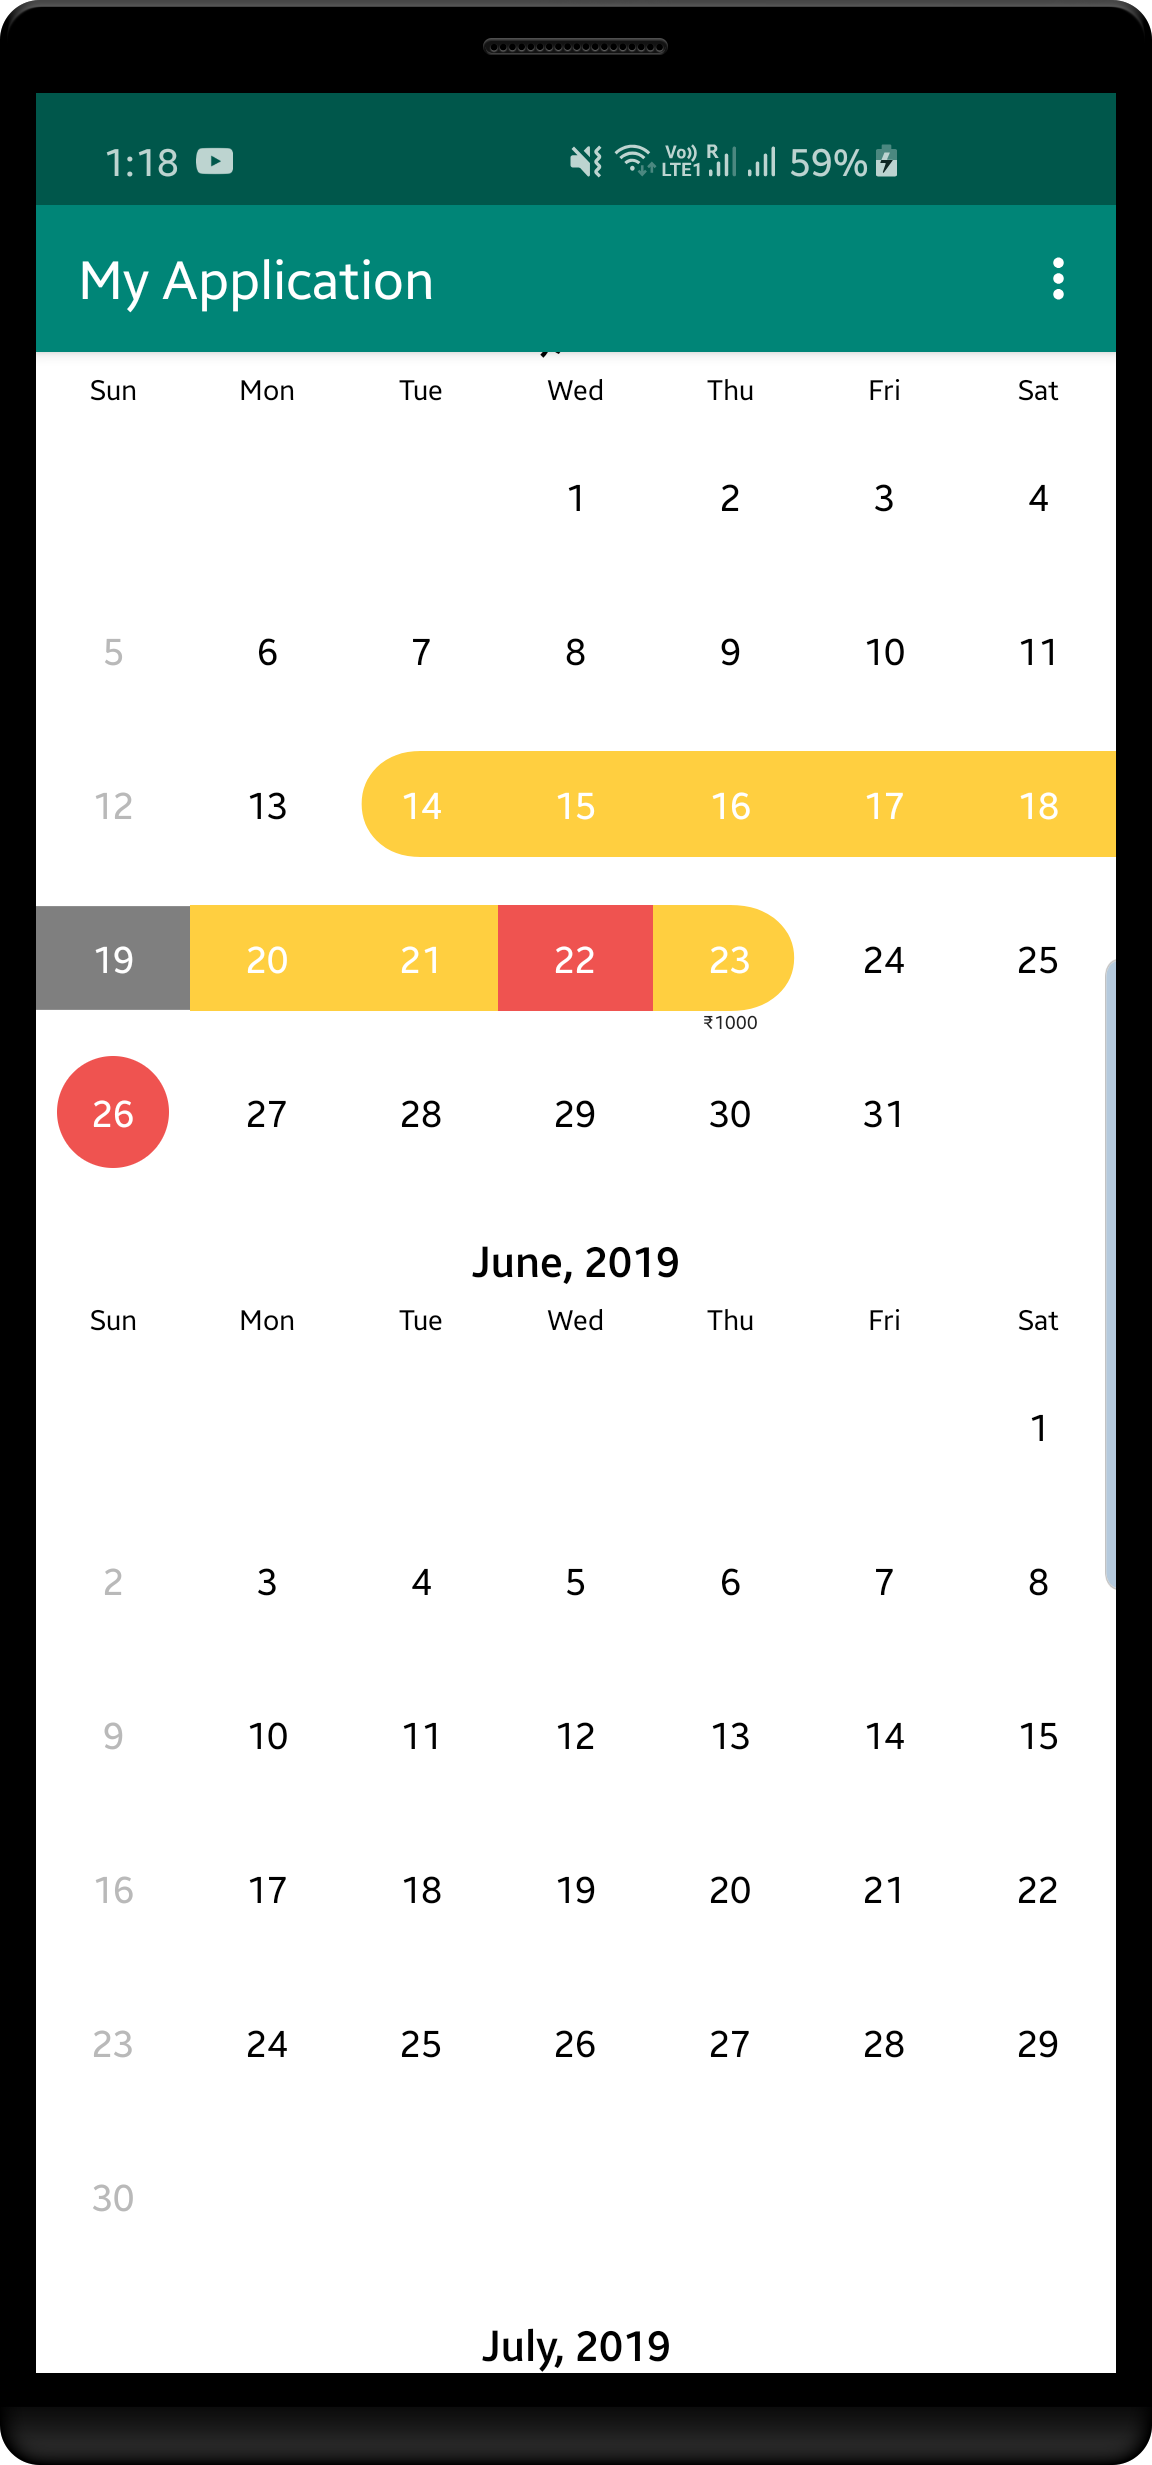 1:18 Vo)) LTE1 R 59%
My Application
Sun Mon Tue Wed Thu Fri Sat
1 2 3 4
5 6 7 8 9 10 11
12 13 14 15 16 17 18
19 20 21 22 23 24 25
₹1000
26 27 28 29 30 31
June, 2019
Sun Mon Tue Wed Thu Fri Sat
1
2 3 4 5 6 7 8
9 10 11 12 13 14 15
16 17 18 19 20 21 22
23 24 25 26 27 28 29
30
July, 2019